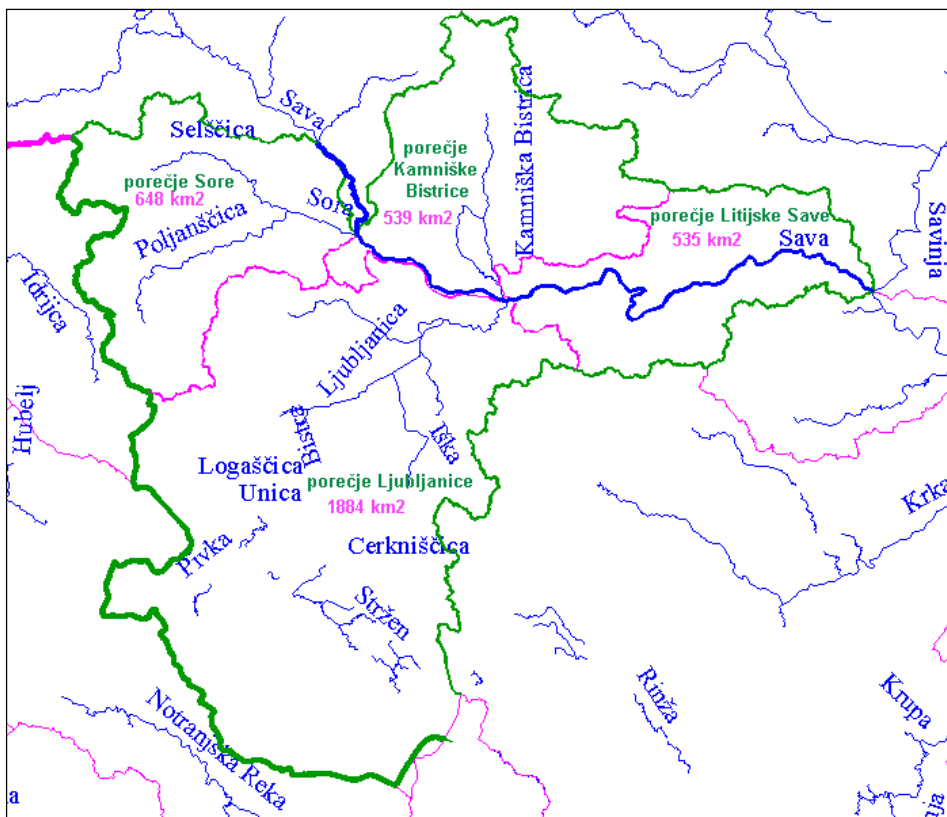 Sava
Selščica
Kamniška Bistrica
porečje
Kamniške
Bistrice
539 km2
porečje Sore
648 km2
Sora
Poljanščica
porečje Litijske Save
535 km2
Sava
Savinja
Idrijca
Ljubljanica
Hubelj
Bistra
Iška
Logaščica
Unica
porečje Ljubljanice
1884 km2
Krka
Pivka
Cerkniščica
Stržen
Rinža
Krupa
Notranjska Reka
a